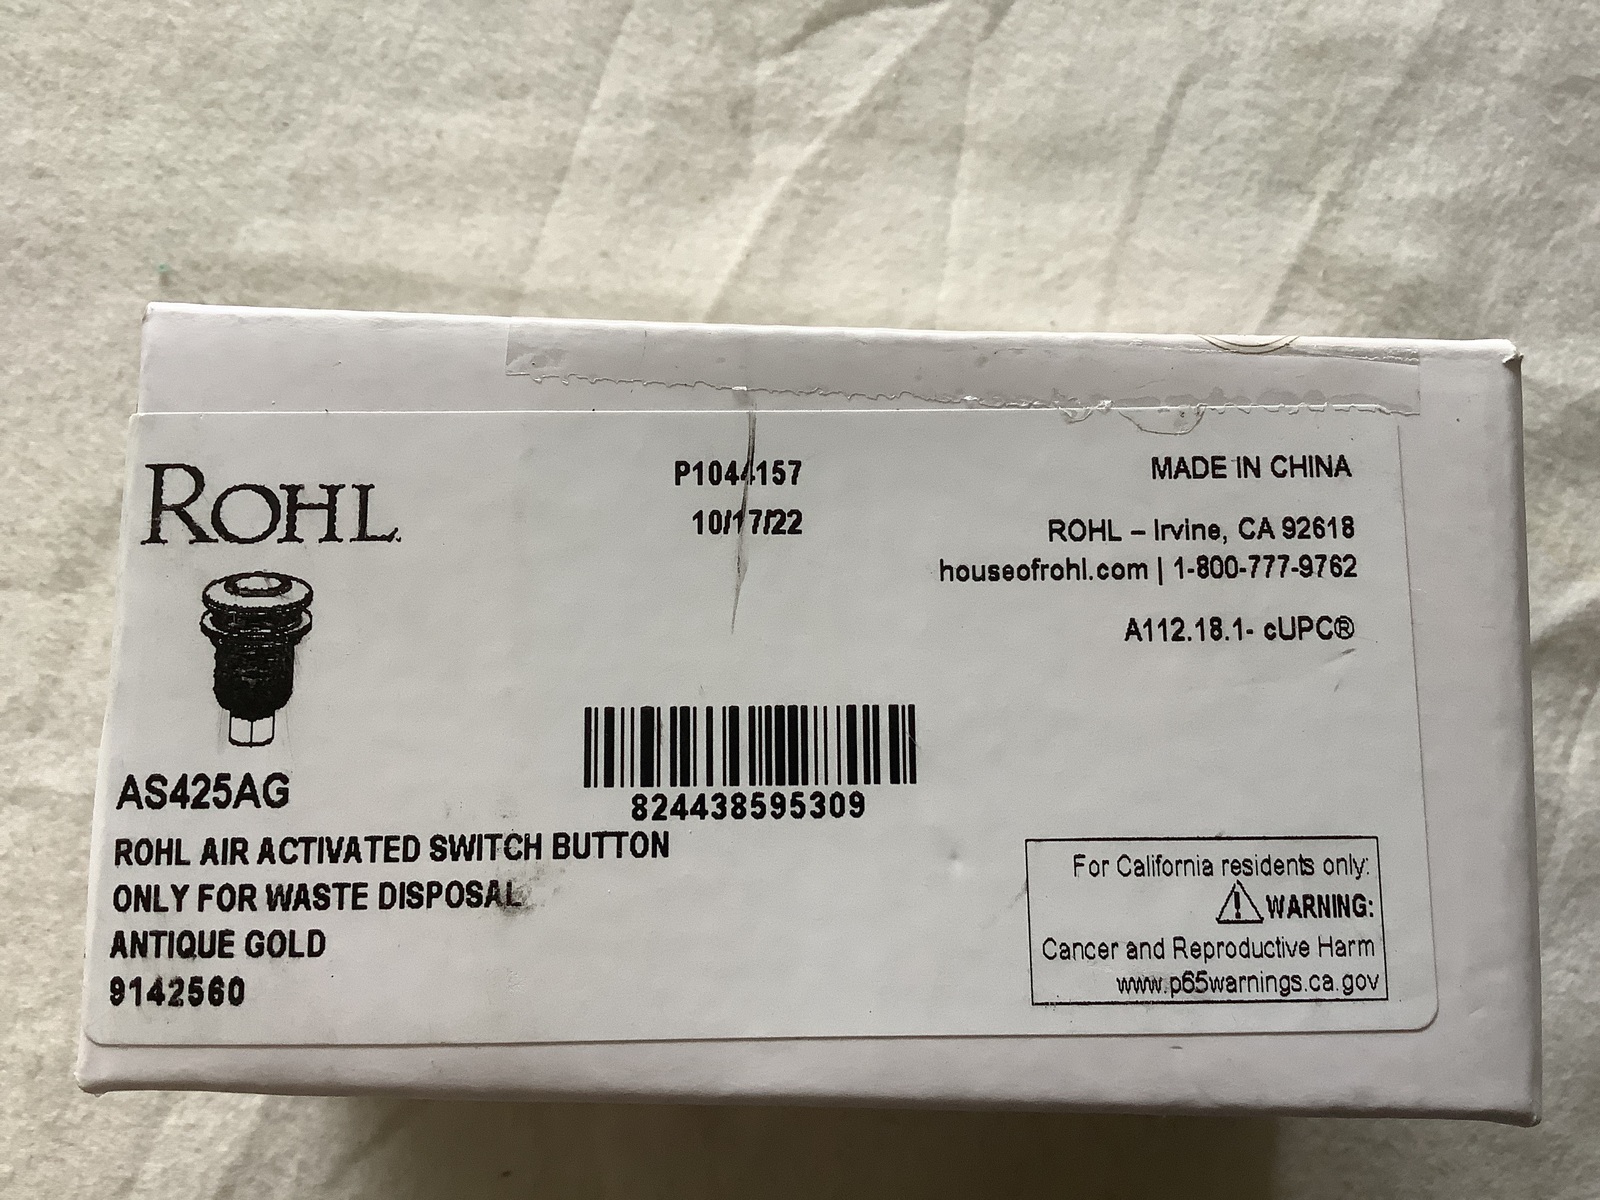 ROHL
P1044157
10/17/22
MADE IN CHINA
ROHL – Irvine, CA 92618
houseofrohl.com | 1-800-777-9762
A112.18.1- cUPC®
AS425AG
824438595309
ROHL AIR ACTIVATED SWITCH BUTTON
ONLY FOR WASTE DISPOSAL
ANTIQUE GOLD
9142560
For California residents only:
WARNING:
Cancer and Reproductive Harm
www.p65warnings.ca.gov